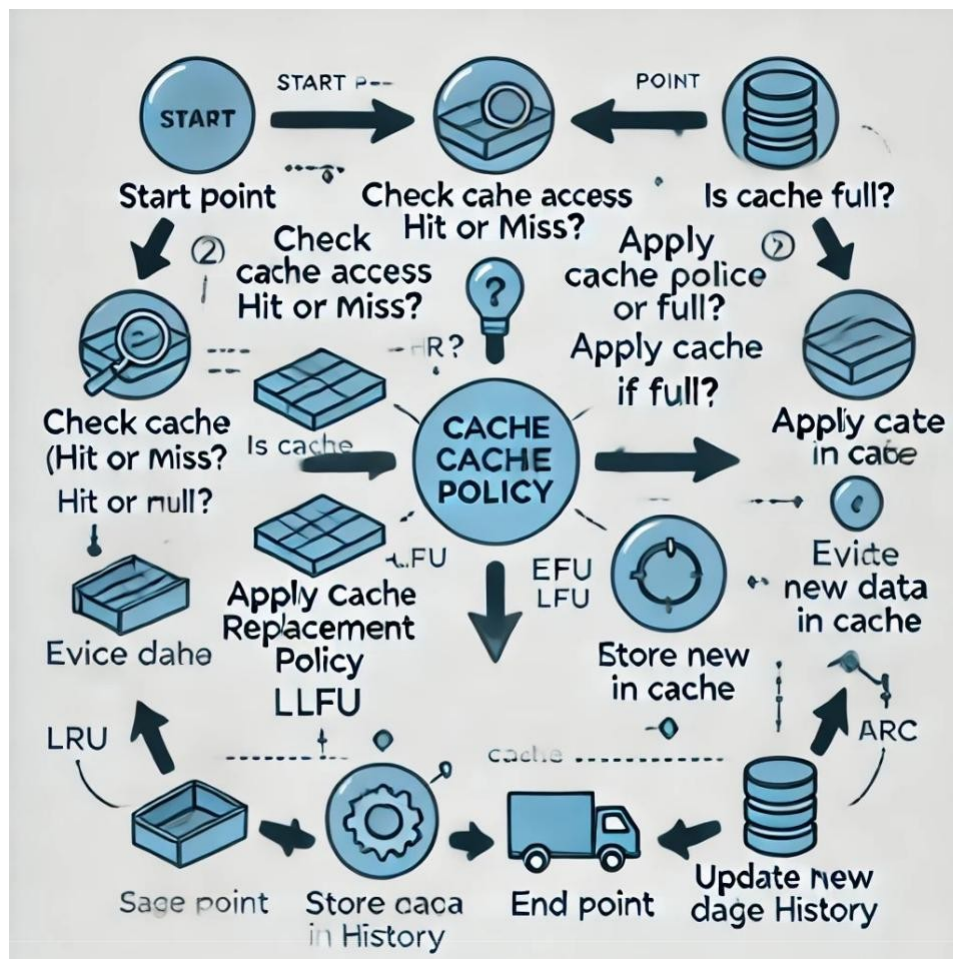 START
START P--
POINT
Start point
Check cahe access
Hit or Miss?
Is cache full?
2
Check
cache access
Hit or Miss?
?
Apply
cache police
or full?
Apply cache
if full?
R?
Check cache
(Hit or Miss?
Hit or null?
Is cache
CACHE
CACHE
POLICY
Apply cate
in cate
Evicte
new data
in cache
FU
EFU
LFU
Apply Cache
Replacement
Policy
LLFU
Evice dahe
Store new
in cache
LRU
cache
ARC
Sage point
Store caca
in History
End point
Update new
dage History